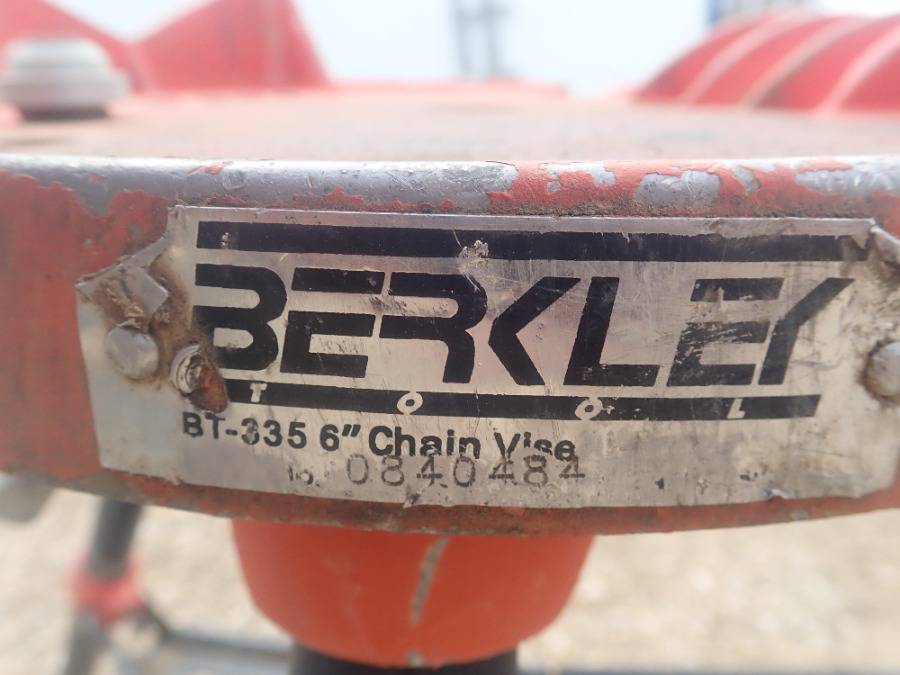 BERKLEY
TOOL
BT-335 6" Chain Vise
0840484